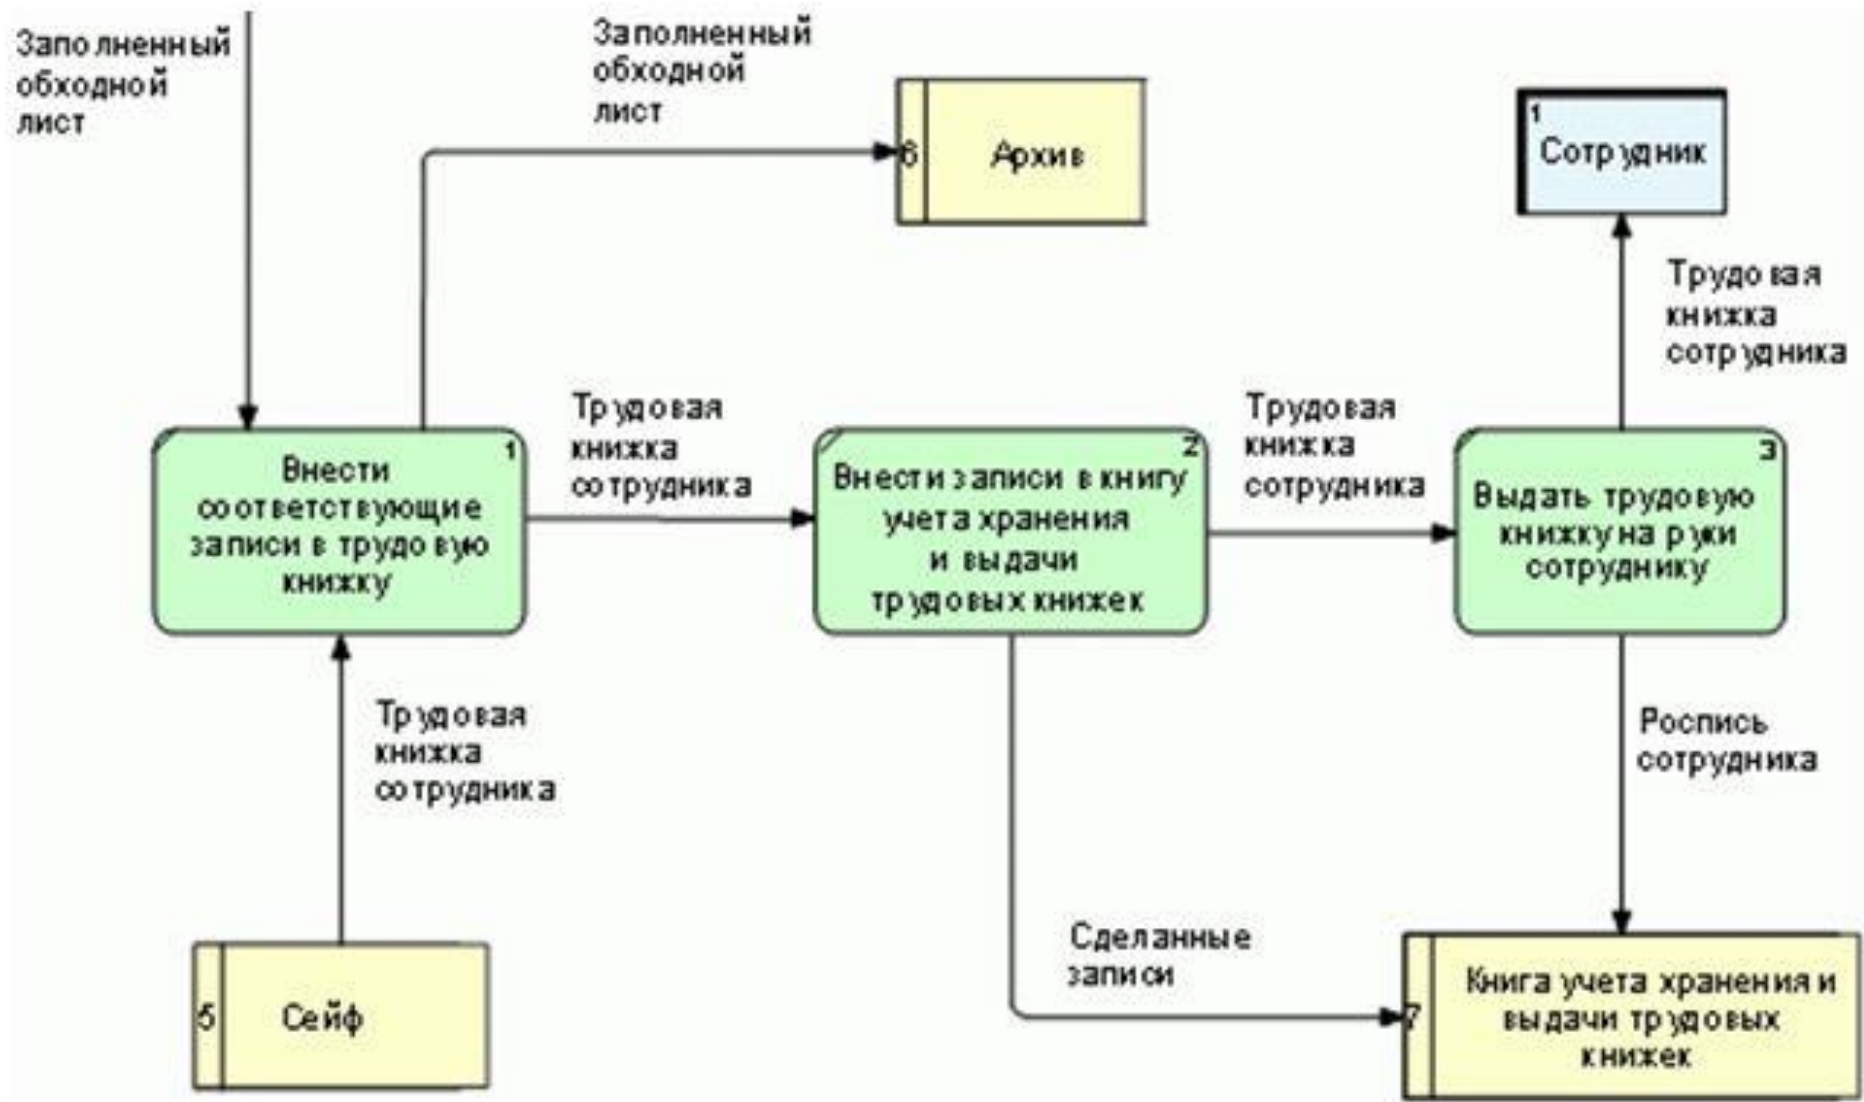 Заполненный
обходной
лист
Заполненный
обходной
лист
6
Архив
1
Сотрудник
Трудовая
книжка
сотрудника
1
Внести
соответствующие
записи в трудовую
книжку
Трудовая
книжка
сотрудника
2
Внести записи в книгу
учета хранения
и выдачи
трудовых книжек
Трудовая
книжка
сотрудника
3
Выдать трудовую
книжку на руки
сотруднику
Трудовая
книжка
сотрудника
Роспись
сотрудника
5
Сейф
Сделанные
записи
7
Книга учета хранения и
выдачи трудовых
книжек